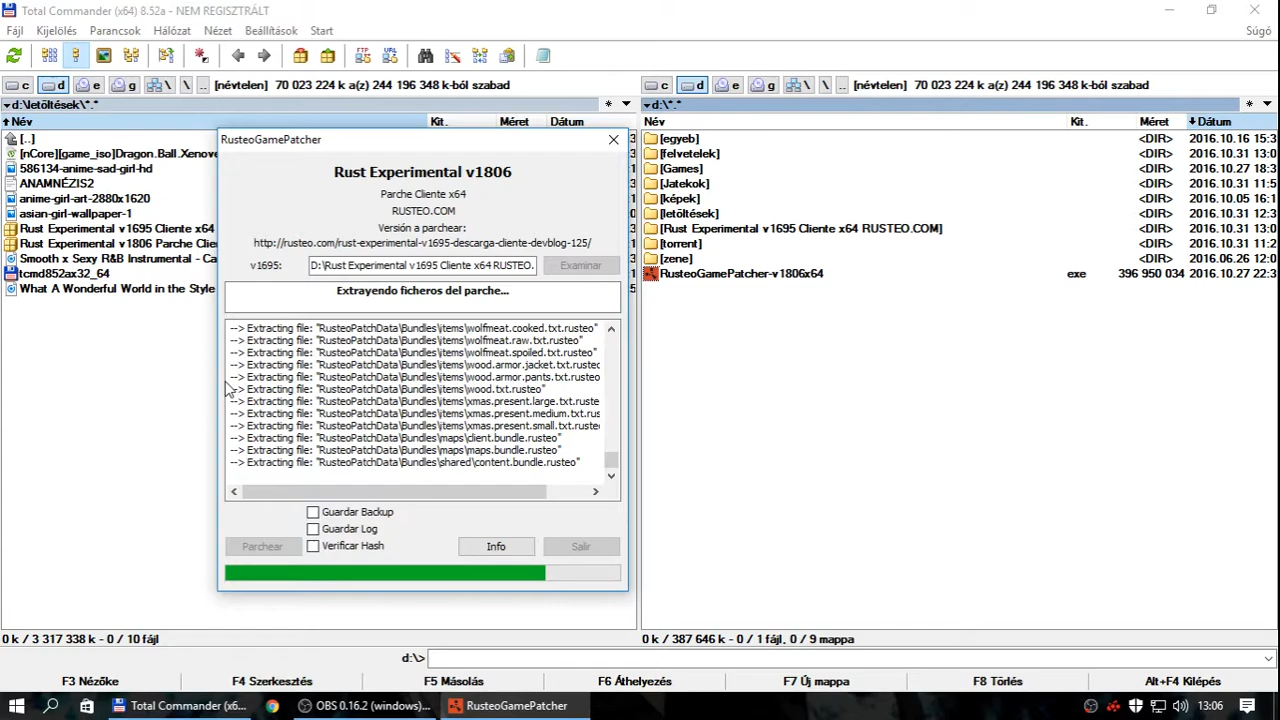 Total Commander (x64) 8.52a - NEM REGISZTRÁLT
Fájl Kijelölés Parancsok Hálózat Nézet Beállítások Start Súgó
FTP URL
c d e g \ \ .. [névtelen] 70 023 224 k a(z) 244 196 348 k-ból szabad
c d e g \ \ .. [névtelen] 70 023 224 k a(z) 244 196 348 k-ból szabad
d:\letöltések\*.* * 
d:\*.* *
Név Kit. Méret Dátum
Név Kit. Méret Dátum
[..]
[nCore][game_iso]Dragon.Ball.Xenove
586134-anime-sad-girl-hd
ANAMNÉZIS2
anime-girl-art-2880x1620
asian-girl-wallpaper-1
Rust Experimental v1695 Cliente x64
Rust Experimental v1806 Parche Clie
Smooth x Sexy R&B Instrumental - Ca
tcmd852ax32_64
What A Wonderful World in the Style
RusteoGamePatcher
Rust Experimental v1806
Parche Cliente x64
RUSTEO.COM
Versión a parchear:
http://rusteo.com/rust-experimental-v1695-descarga-cliente-devblog-125/
v1695: D:\Rust Experimental v1695 Cliente x64 RUSTEO. Examinar
Extrayendo ficheros del parche...
--> Extracting file: "RusteoPatchData\Bundles\items\wolfmeat.cooked.txt.rusteo"
--> Extracting file: "RusteoPatchData\Bundles\items\wolfmeat.raw.txt.rusteo"
--> Extracting file: "RusteoPatchData\Bundles\items\wolfmeat.spoiled.txt.rusteo"
--> Extracting file: "RusteoPatchData\Bundles\items\wood.armor.jacket.txt.rusteo
--> Extracting file: "RusteoPatchData\Bundles\items\wood.armor.pants.txt.rusteo
--> Extracting file: "RusteoPatchData\Bundles\items\wood.txt.rusteo"
--> Extracting file: "RusteoPatchData\Bundles\items\xmas.present.large.txt.ruste
--> Extracting file: "RusteoPatchData\Bundles\items\xmas.present.medium.txt.rus
--> Extracting file: "RusteoPatchData\Bundles\items\xmas.present.small.txt.ruste
--> Extracting file: "RusteoPatchData\Bundles\maps\client.bundle.rusteo"
--> Extracting file: "RusteoPatchData\Bundles\maps\maps.bundle.rusteo"
--> Extracting file: "RusteoPatchData\Bundles\shared\content.bundle.rusteo"
Guardar Backup
Guardar Log
Parchear Verificar Hash Info Salir
[egyeb] <DIR> 2016.10.16 15:3
[felvetelek] <DIR> 2016.10.31 13:0
[Games] <DIR> 2016.10.27 18:3
[Jatekok] <DIR> 2016.10.31 13:0
[képek] <DIR> 2016.10.05 16:1
[letöltések] <DIR> 2016.10.31 12:3
[Rust Experimental v1695 Cliente x64 RUSTEO.COM] <DIR> 2016.10.31 13:0
[torrent] <DIR> 2016.10.31 13:0
[zene] <DIR> 2016.06.26 11:0
RusteoGamePatcher-v1806x64 exe 396 950 034 2016.10.27 22:3
0 k / 3 317 338 k - 0 / 10 fájl
0 k / 387 646 k - 0 / 1 fájl, 0 / 9 mappa
d:\>
F3 Nézőke F4 Szerkesztés F5 Másolás F6 Áthelyezés F7 Új mappa F8 Törlés Alt+F4 Kilépés
Total Commander (x6... OBS 0.16.2 (windows)... RusteoGamePatcher 13:06